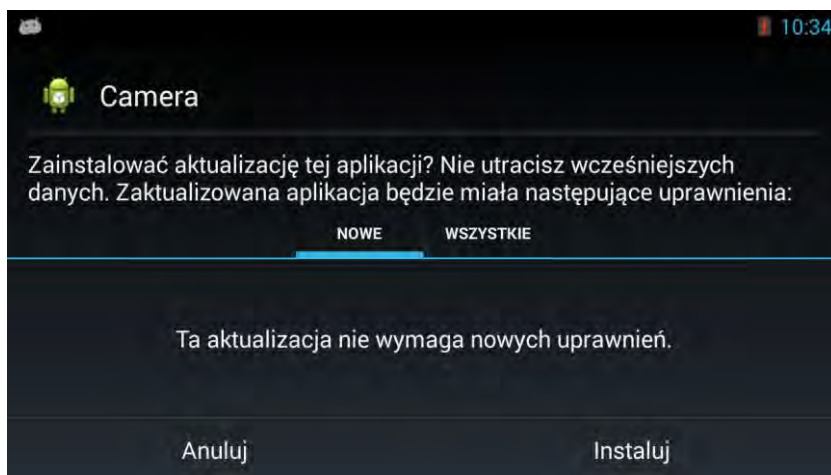 10:34
Camera
Zainstalować aktualizację tej aplikacji? Nie utracisz wcześniejszych
danych. Zaktualizowana aplikacja będzie miała następujące uprawnienia:
NOWE WSZYSTKIE
Ta aktualizacja nie wymaga nowych uprawnień.
Anuluj Instaluj